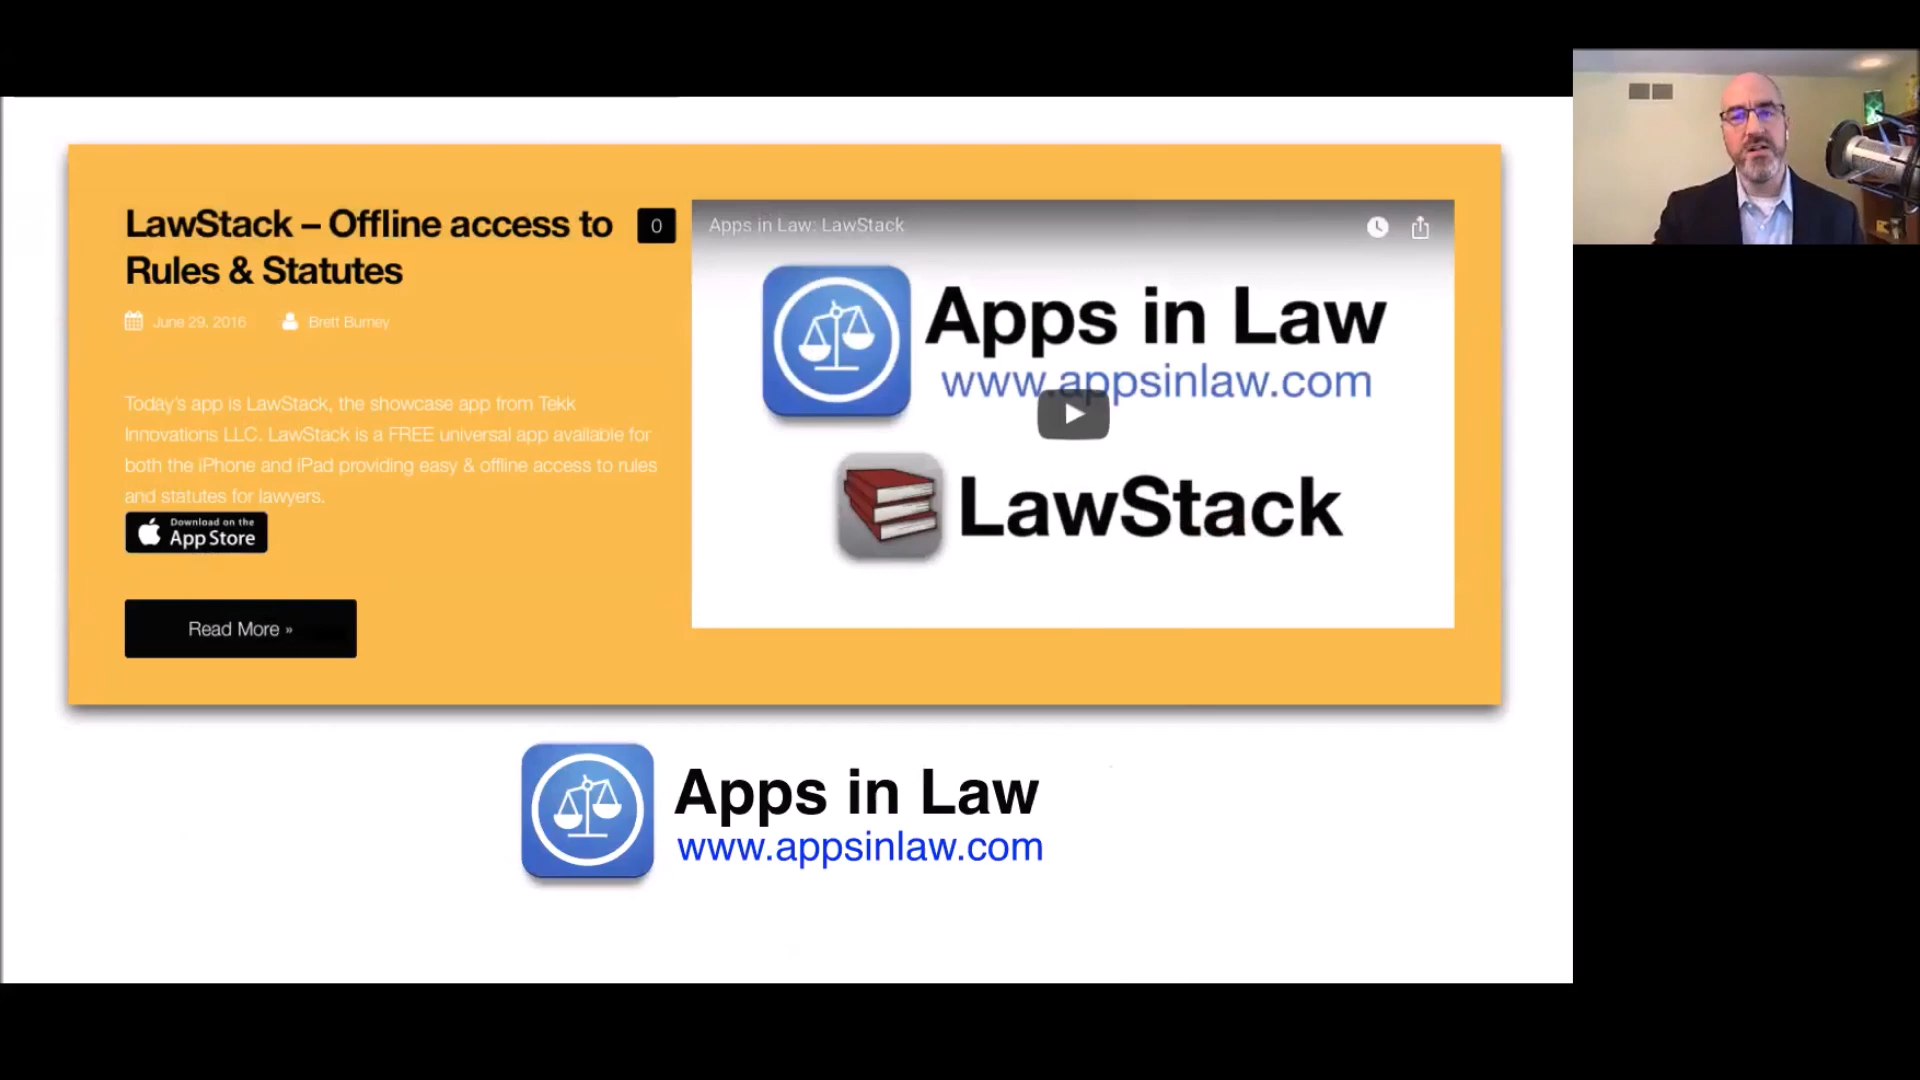 LawStack – Offline access to
Rules & Statutes
0
June 29, 2016 Brett Burney
Today's app is LawStack, the showcase app from Tekk
Innovations LLC. LawStack is a FREE universal app available for
both the iPhone and iPad providing easy & offline access to rules
and statutes for lawyers.
Download on the
App Store
Read More »
Apps in Law: LawStack
Apps in Law
www.appsinlaw.com
LawStack
Apps in Law
www.appsinlaw.com